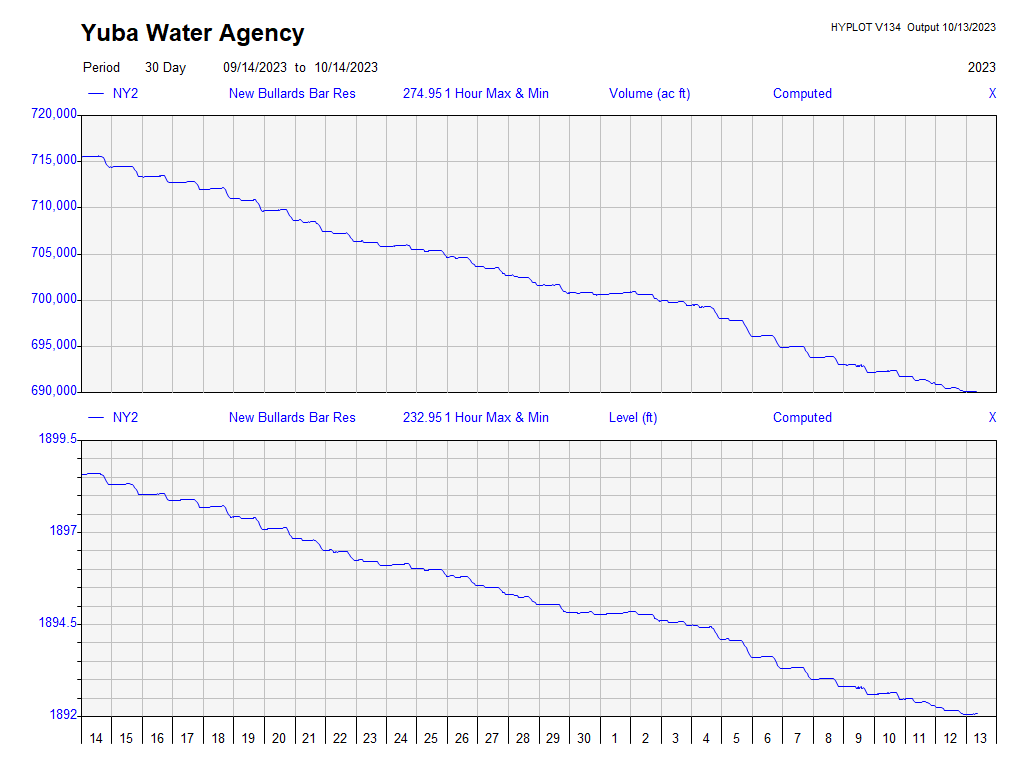 Yuba Water Agency
HYPLOT V134 Output 10/13/2023
Period 30 Day 09/14/2023 to 10/14/2023 2023
NY2 New Bullards Bar Res 274.95 1 Hour Max & Min Volume (ac ft) Computed X
720,000
715,000
710,000
705,000
700,000
695,000
690,000
NY2 New Bullards Bar Res 232.95 1 Hour Max & Min Level (ft) Computed X
1899.5
1897
1894.5
1892
14 15 16 17 18 19 20 21 22 23 24 25 26 27 28 29 30 1 2 3 4 5 6 7 8 9 10 11 12 13